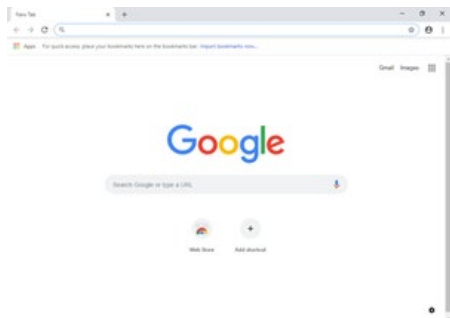 New Tab
Apps For quick access, place your bookmarks here on the bookmarks bar. Import bookmarks now...
Gmail Images
Google
Search Google or type a URL
Web Store Add shortcut